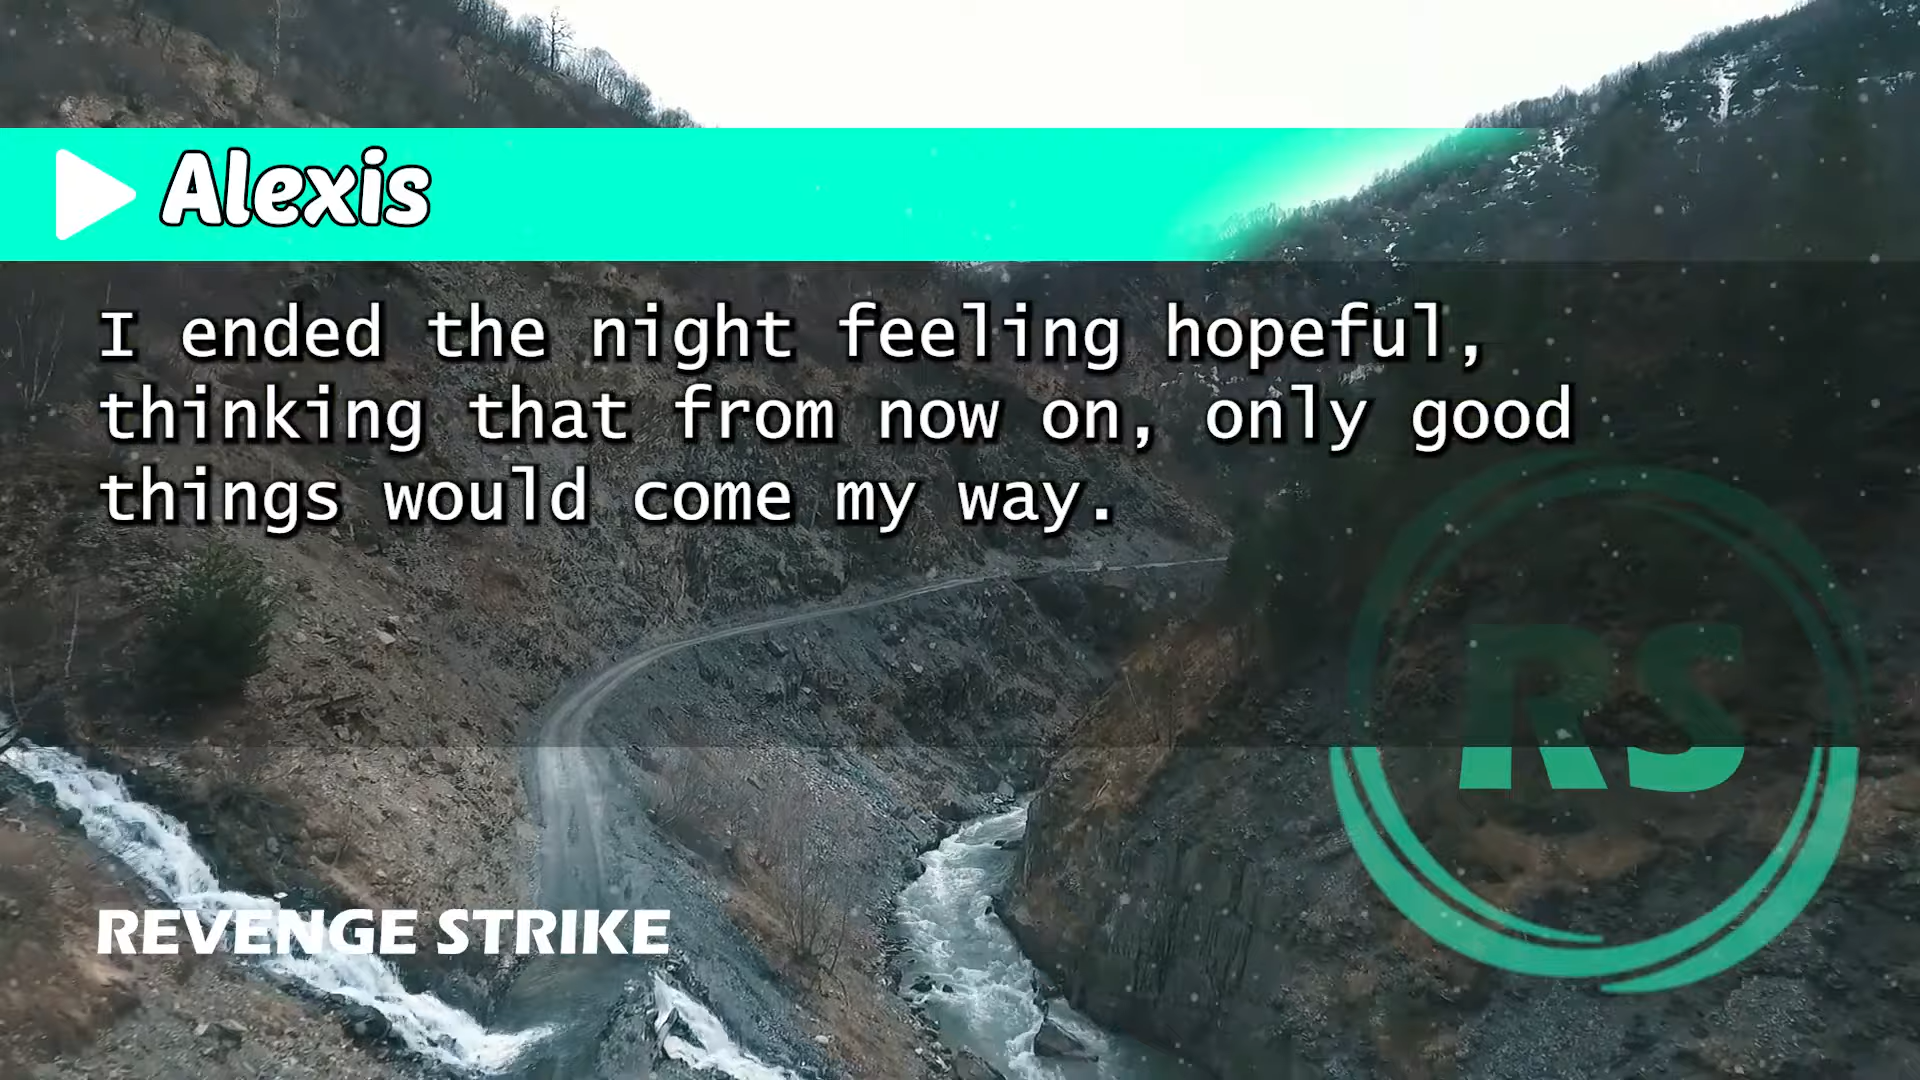 Alexis
I ended the night feeling hopeful,
thinking that from now on, only good
things would come my way.
RS
REVENGE STRIKE